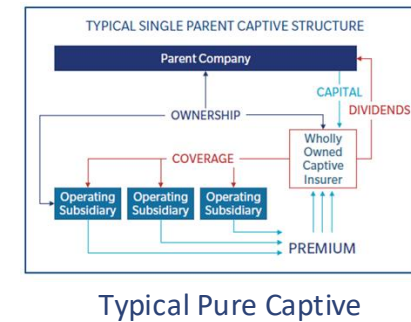 TYPICAL SINGLE PARENT CAPTIVE STRUCTURE
Parent Company
CAPITAL
DIVIDENDS
OWNERSHIP
Wholly
Owned
Captive
Insurer
COVERAGE
Operating
Subsidiary
Operating
Subsidiary
Operating
Subsidiary
PREMIUM
Typical Pure Captive